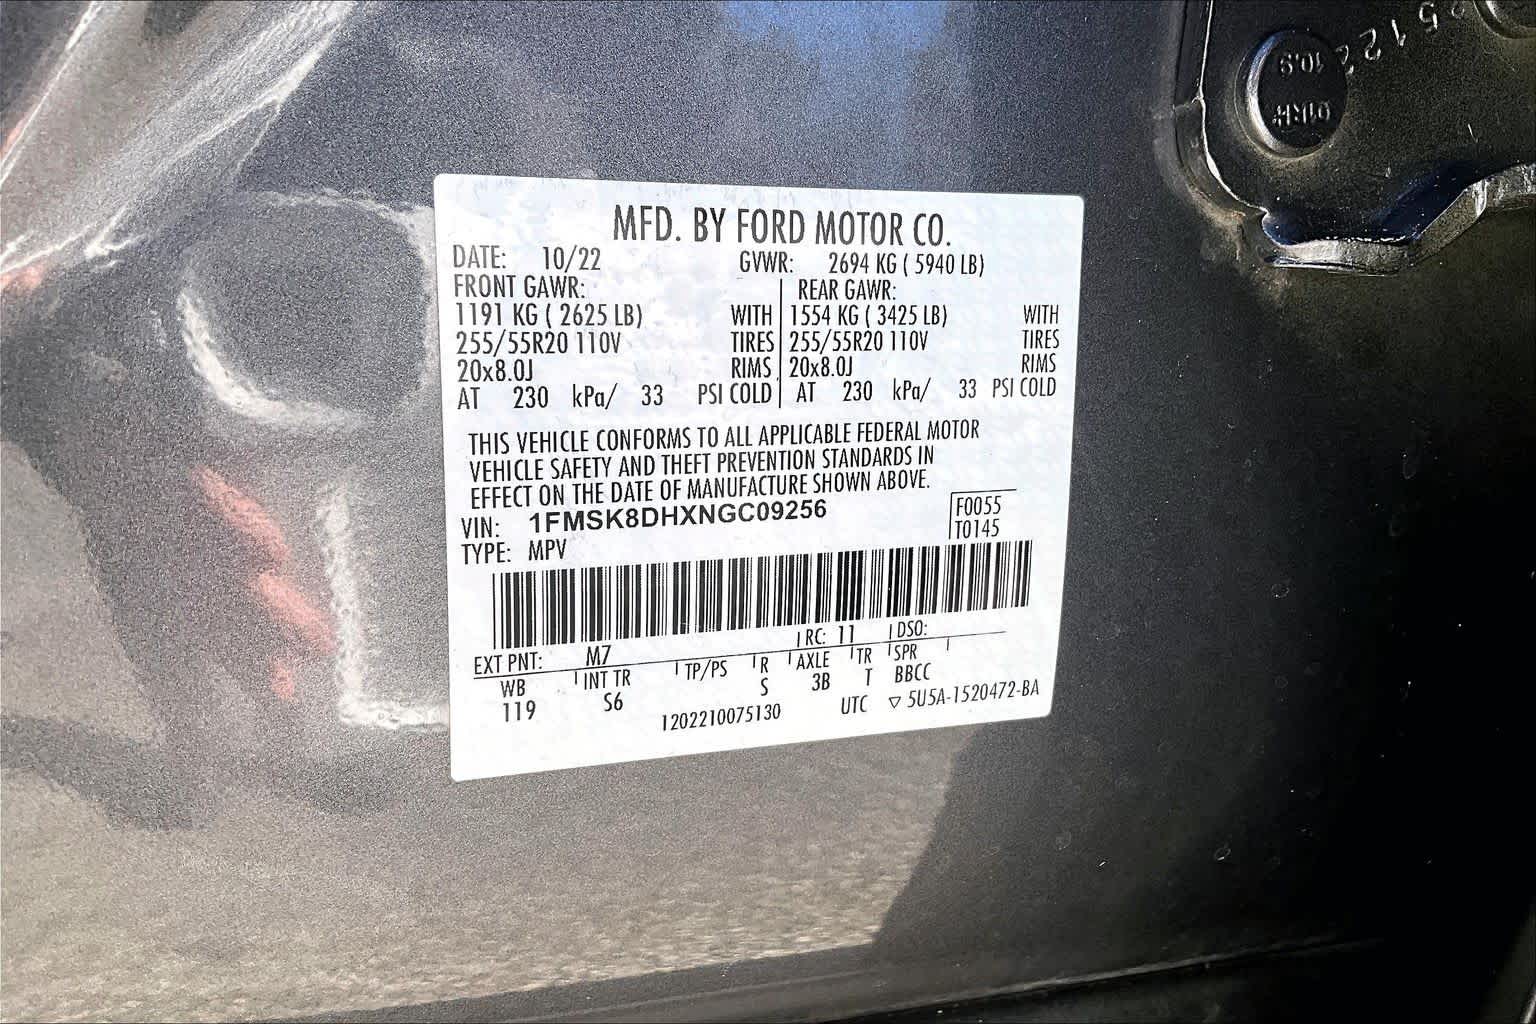 MFD. BY FORD MOTOR CO.
DATE: 10/22 GVWR: 2694 KG ( 5940 LB)
FRONT GAWR: REAR GAWR:
1191 KG ( 2625 LB) WITH 1554 KG ( 3425 LB) WITH
255/55R20 110V TIRES 255/55R20 110V TIRES
20x8.0J RIMS 20x8.0J RIMS
AT 230 kPa/ 33 PSI COLD AT 230 kPa/ 33 PSI COLD
THIS VEHICLE CONFORMS TO ALL APPLICABLE FEDERAL MOTOR
VEHICLE SAFETY AND THEFT PREVENTION STANDARDS IN
EFFECT ON THE DATE OF MANUFACTURE SHOWN ABOVE.
VIN: 1FMSK8DHXNGC09256 F0055
TYPE: MPV T0145
RC: 11 DSO:
EXT PNT: M7
WB INT TR TP/PS R AXLE TR SPR
119 S6 S 3B T BBCC
1202210075130 UTC ▽ 5U5A-1520472-BA
10.9